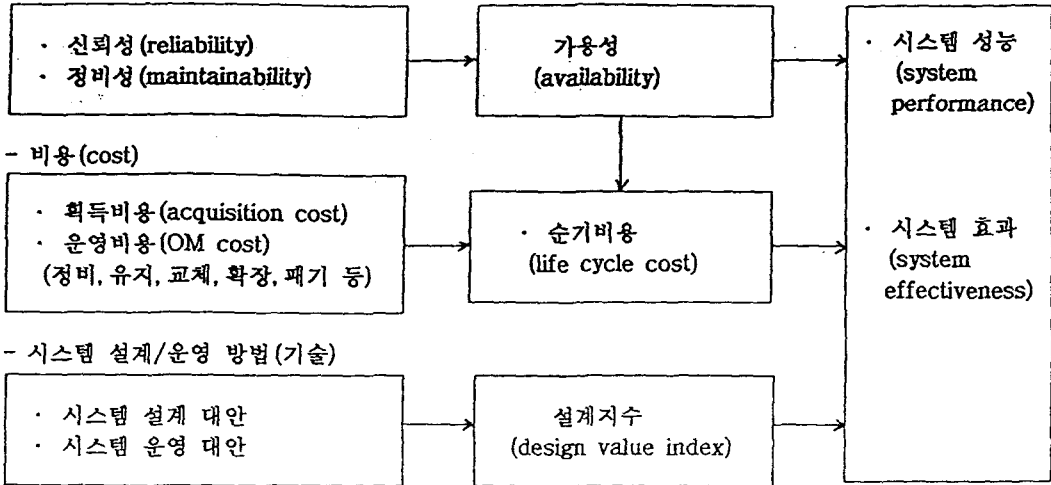 · 신뢰성(reliability)
· 정비성(maintainability)
가용성
(availability)
· 시스템 성능
(system
performance)
- 비용(cost)
· 획득비용(acquisition cost)
· 운영비용(OM cost)
(정비, 유지, 교체, 확장, 패기 등)
· 순기비용
(life cycle cost)
· 시스템 효과
(system
effectiveness)
- 시스템 설계/운영 방법(기술)
· 시스템 설계 대안
· 시스템 운영 대안
설계지수
(design value index)